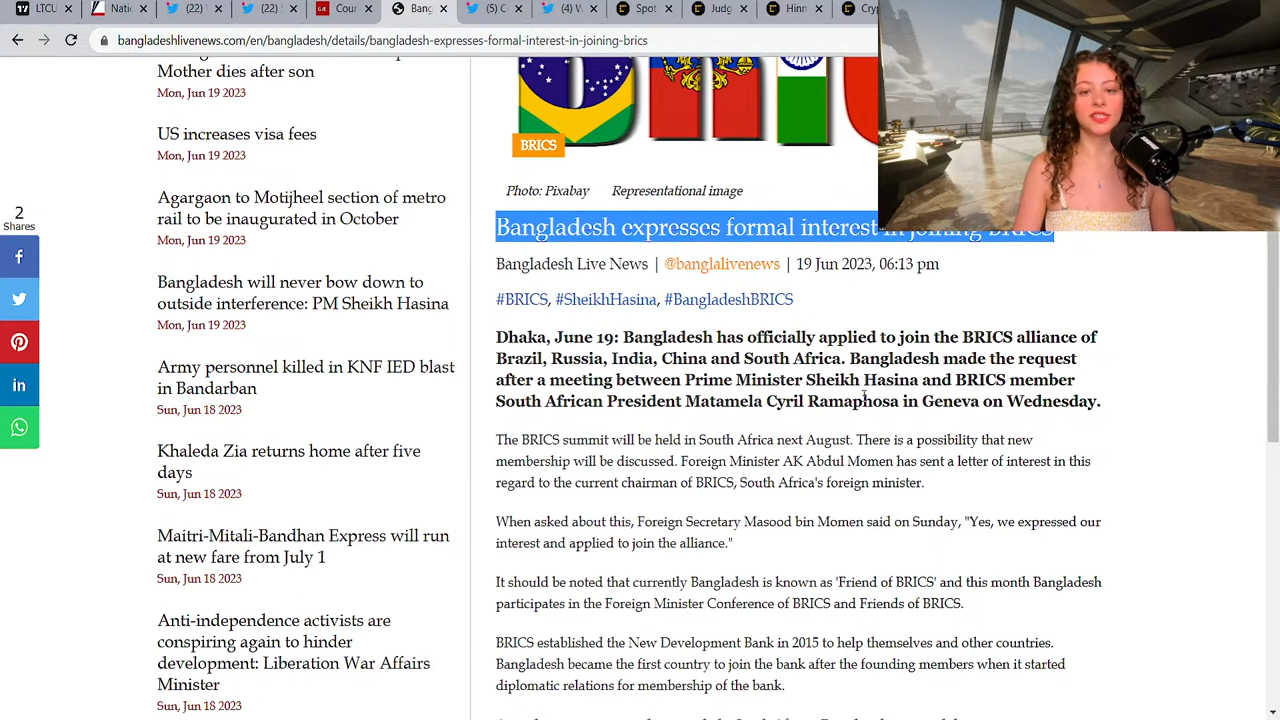 LTCU
Natio
(22)
(22)
Cour
Bang
(5) C
(4) V
Spot
Judg
Hinm
Cryp
bangladeshlivenews.com/en/bangladesh/details/bangladesh-expresses-formal-interest-in-joining-brics
Mother dies after son
Mon, Jun 19 2023
US increases visa fees
Mon, Jun 19 2023
Agargaon to Motijheel section of metro
rail to be inaugurated in October
Mon, Jun 19 2023
Bangladesh will never bow down to
outside interference: PM Sheikh Hasina
Mon, Jun 19 2023
Army personnel killed in KNF IED blast
in Bandarban
Sun, Jun 18 2023
Khaleda Zia returns home after five
days
Sun, Jun 18 2023
Maitri-Mitali-Bandhan Express will run
at new fare from July 1
Sun, Jun 18 2023
Anti-independence activists are
conspiring again to hinder
development: Liberation War Affairs
Minister
Sun, Jun 18 2023
2
Shares
BRICS
Photo: Pixabay Representational image
Bangladesh expresses formal interest in joining BRICS
Bangladesh Live News | @banglalivenews | 19 Jun 2023, 06:13 pm
#BRICS, #SheikhHasina, #BangladeshBRICS
Dhaka, June 19: Bangladesh has officially applied to join the BRICS alliance of
Brazil, Russia, India, China and South Africa. Bangladesh made the request
after a meeting between Prime Minister Sheikh Hasina and BRICS member
South African President Matamela Cyril Ramaphosa in Geneva on Wednesday.
The BRICS summit will be held in South Africa next August. There is a possibility that new
membership will be discussed. Foreign Minister AK Abdul Momen has sent a letter of interest in this
regard to the current chairman of BRICS, South Africa's foreign minister.
When asked about this, Foreign Secretary Masood bin Momen said on Sunday, "Yes, we expressed our
interest and applied to join the alliance."
It should be noted that currently Bangladesh is known as 'Friend of BRICS' and this month Bangladesh
participates in the Foreign Minister Conference of BRICS and Friends of BRICS.
BRICS established the New Development Bank in 2015 to help themselves and other countries.
Bangladesh became the first country to join the bank after the founding members when it started
diplomatic relations for membership of the bank.